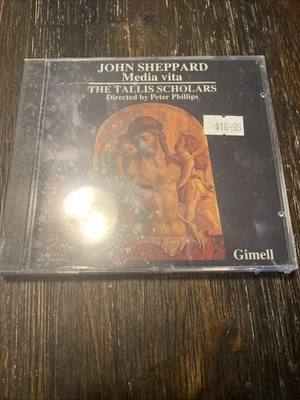 JOHN SHEPPARD
Media vita
THE TALLIS SCHOLARS
Directed by Peter Phillips
$16.95
Gimell